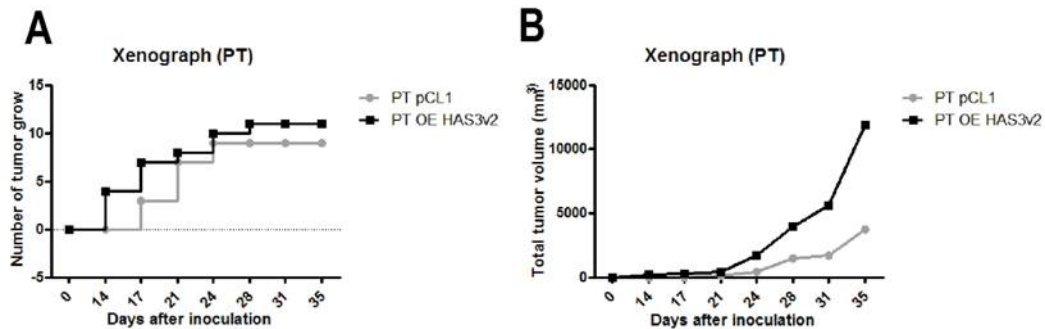 A
Xenograph (PT)
Number of tumor grow
15
10
5
0
-5
0
14
17
21
24
28
31
35
Days after inoculation
PT pCL1
PT OE HAS3v2
B
Xenograph (PT)
Total tumor volume (mm³)
15000
10000
5000
0
0
14
17
21
24
28
31
35
Days after inoculation
PT pCL1
PT OE HAS3v2